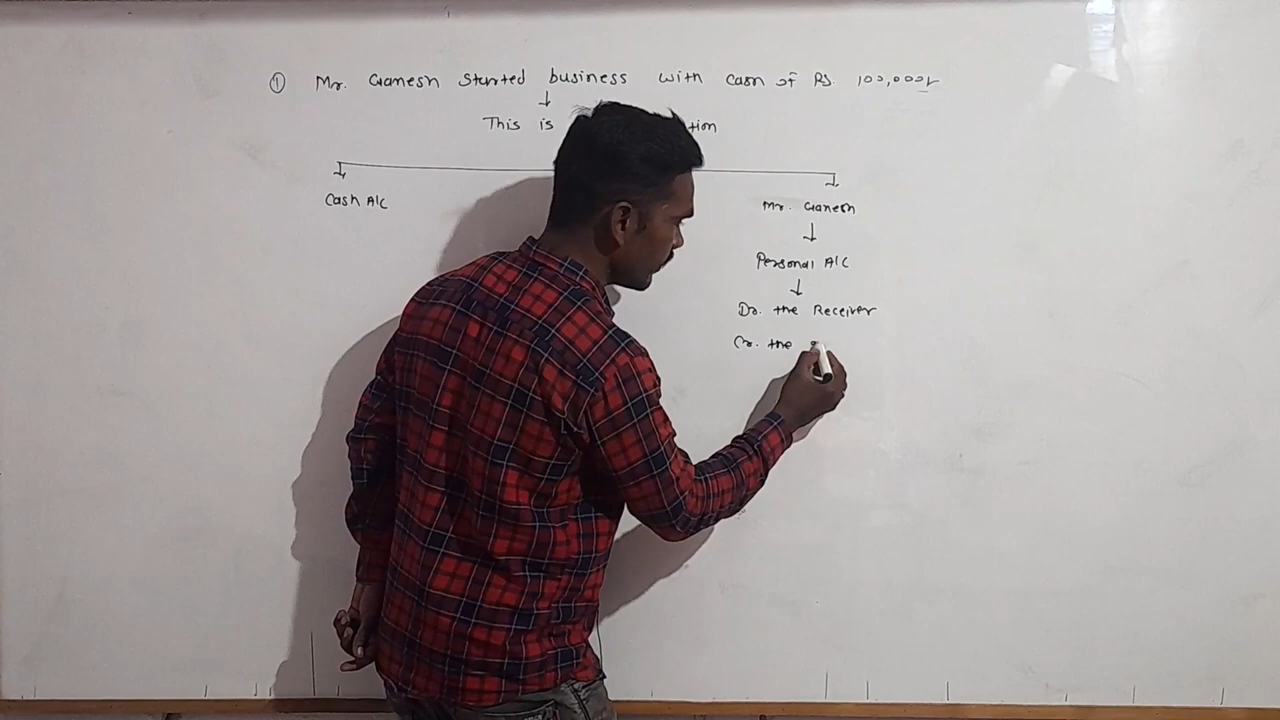 ① Mr. Ganesh Started business with Cash of Rs. 100,000/-
↓
This is tion
Cash A/C
Mr. Ganesh
↓
Personal A/C
↓
Dr. the Receiver
Cr. the